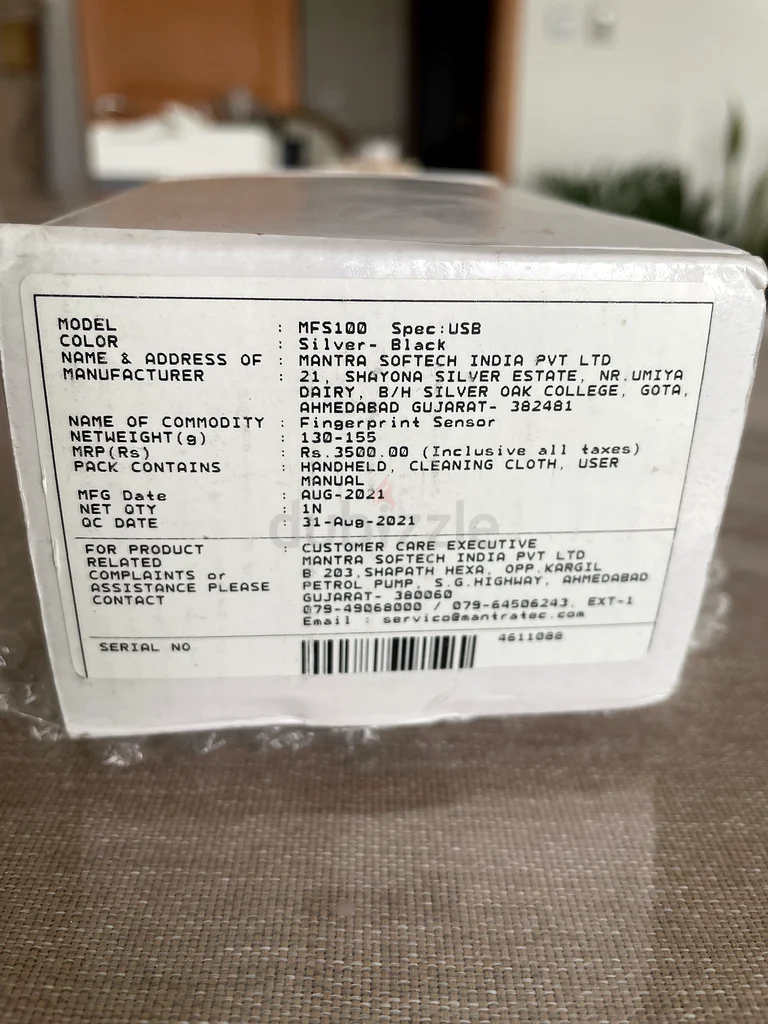 MODEL : MFS100 Spec:USB
COLOR : Silver- Black
NAME & ADDRESS OF : MANTRA SOFTECH INDIA PVT LTD
MANUFACTURER : 21, SHAYONA SILVER ESTATE, NR.UMIYA
DAIRY, B/H SILVER OAK COLLEGE, GOTA,
AHMEDABAD GUJARAT- 382481
NAME OF COMMODITY : Fingerprint Sensor
NETWEIGHT(g) : 130-155
MRP(Rs) : Rs.3500.00 (Inclusive all taxes)
PACK CONTAINS : HANDHELD, CLEANING CLOTH, USER
MANUAL
MFG Date : AUG-2021
NET QTY : 1N
QC DATE : 31-Aug-2021
dubizzle
FOR PRODUCT : CUSTOMER CARE EXECUTIVE
RELATED MANTRA SOFTECH INDIA PVT LTD
COMPLAINTS or B 203,SHAPATH HEXA, OPP.KARGIL
ASSISTANCE PLEASE PETROL PUMP, S.G.HIGHWAY, AHMEDABAD
CONTACT GUJARAT- 380060
079-49068000 / 079-64506243, EXT-1
Email : servico@mantratec.com
SERIAL NO 4611088